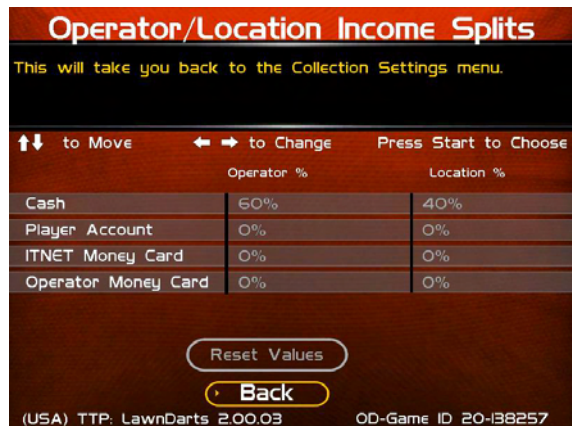 Operator/Location Income Splits
This will take you back to the Collection Settings menu.
to Move to Change Press Start to Choose
Operator % Location %
Cash 60% 40%
Player Account 0% 0%
ITNET Money Card 0% 0%
Operator Money Card 0% 0%
Reset Values
Back
(USA) TTP: LawnDarts 2.00.03 OD-Game ID 20-138257